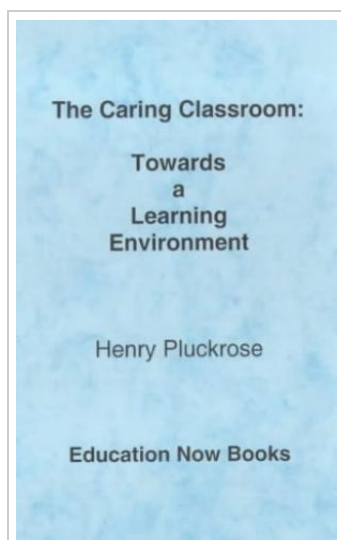 The Caring Classroom:
Towards
a
Learning
Environment
Henry Pluckrose
Education Now Books